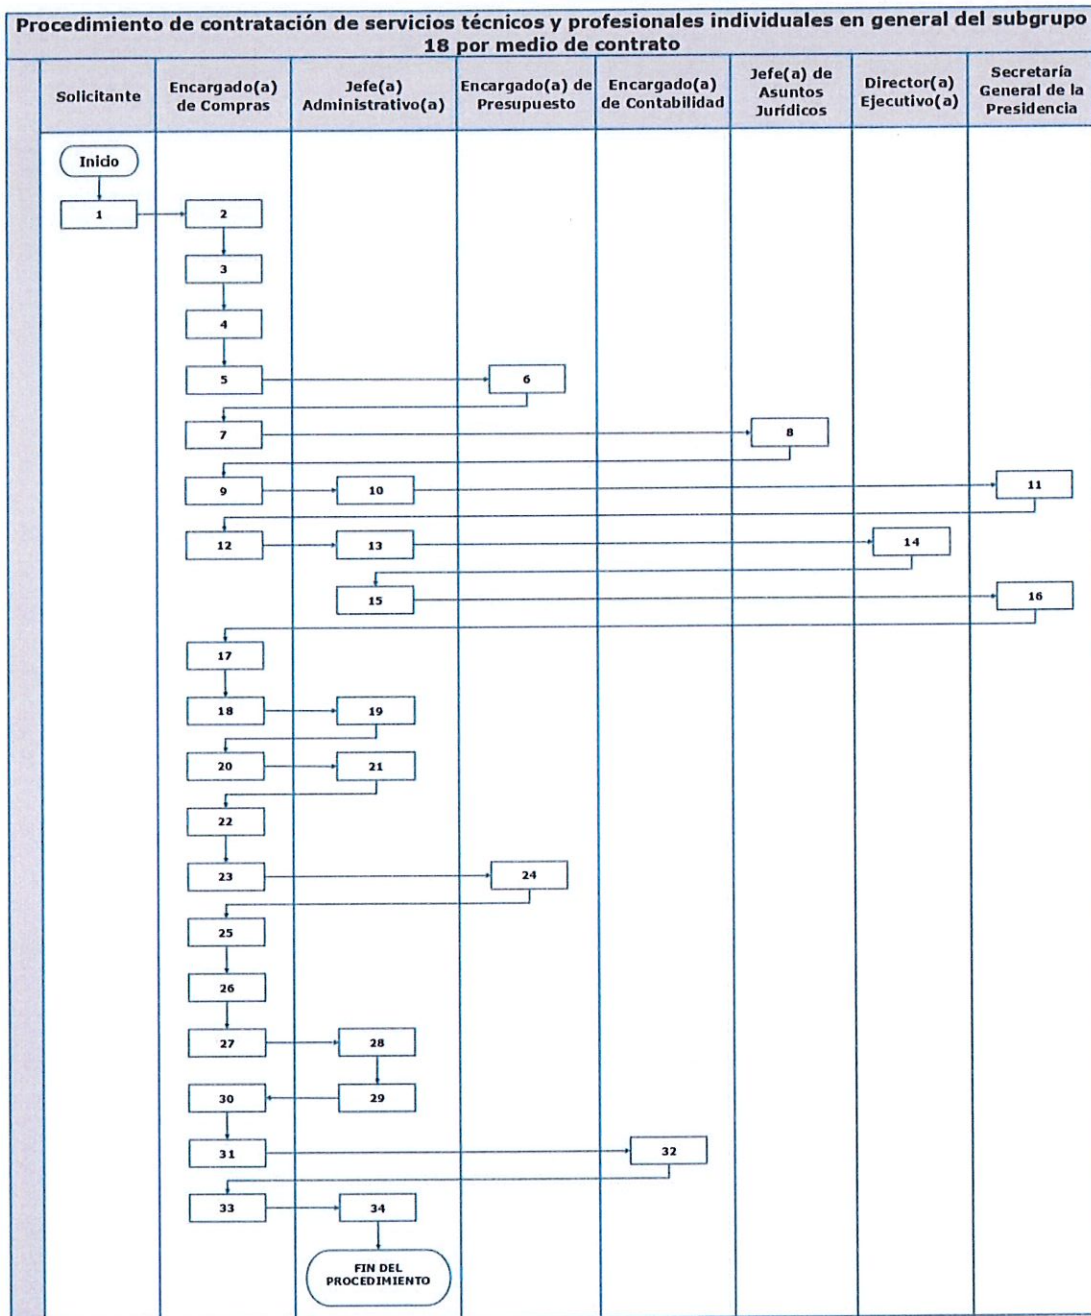 Procedimiento de contratación de servicios técnicos y profesionales individuales en general del subgrupo
18 por medio de contrato
Solicitante
Encargado(a)
de Compras
Jefe(a)
Administrativo(a)
Encargado(a) de
Presupuesto
Encargado(a)
de Contabilidad
Jefe(a) de
Asuntos
Jurídicos
Director(a)
Ejecutivo(a)
Secretaría
General de la
Presidencia
Inicio
1
2
3
4
5
6
7
8
9
10
11
12
13
14
15
16
17
18
19
20
21
22
23
24
25
26
27
28
30
29
31
32
33
34
FIN DEL
PROCEDIMIENTO